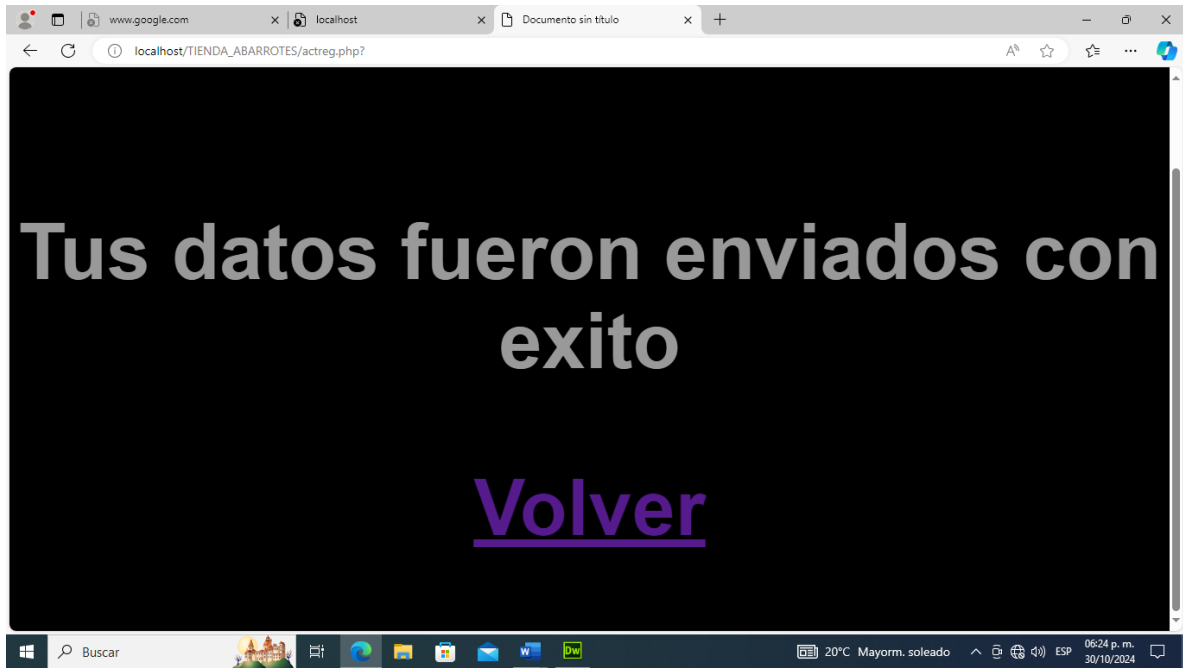 www.google.com
localhost
Documento sin título
localhost/TIENDA_ABARROTES/actreg.php?
Tus datos fueron enviados con
exito
Volver
Buscar
W
Dw
20°C Mayorm. soleado
ESP
06:24 p. m.
30/10/2024